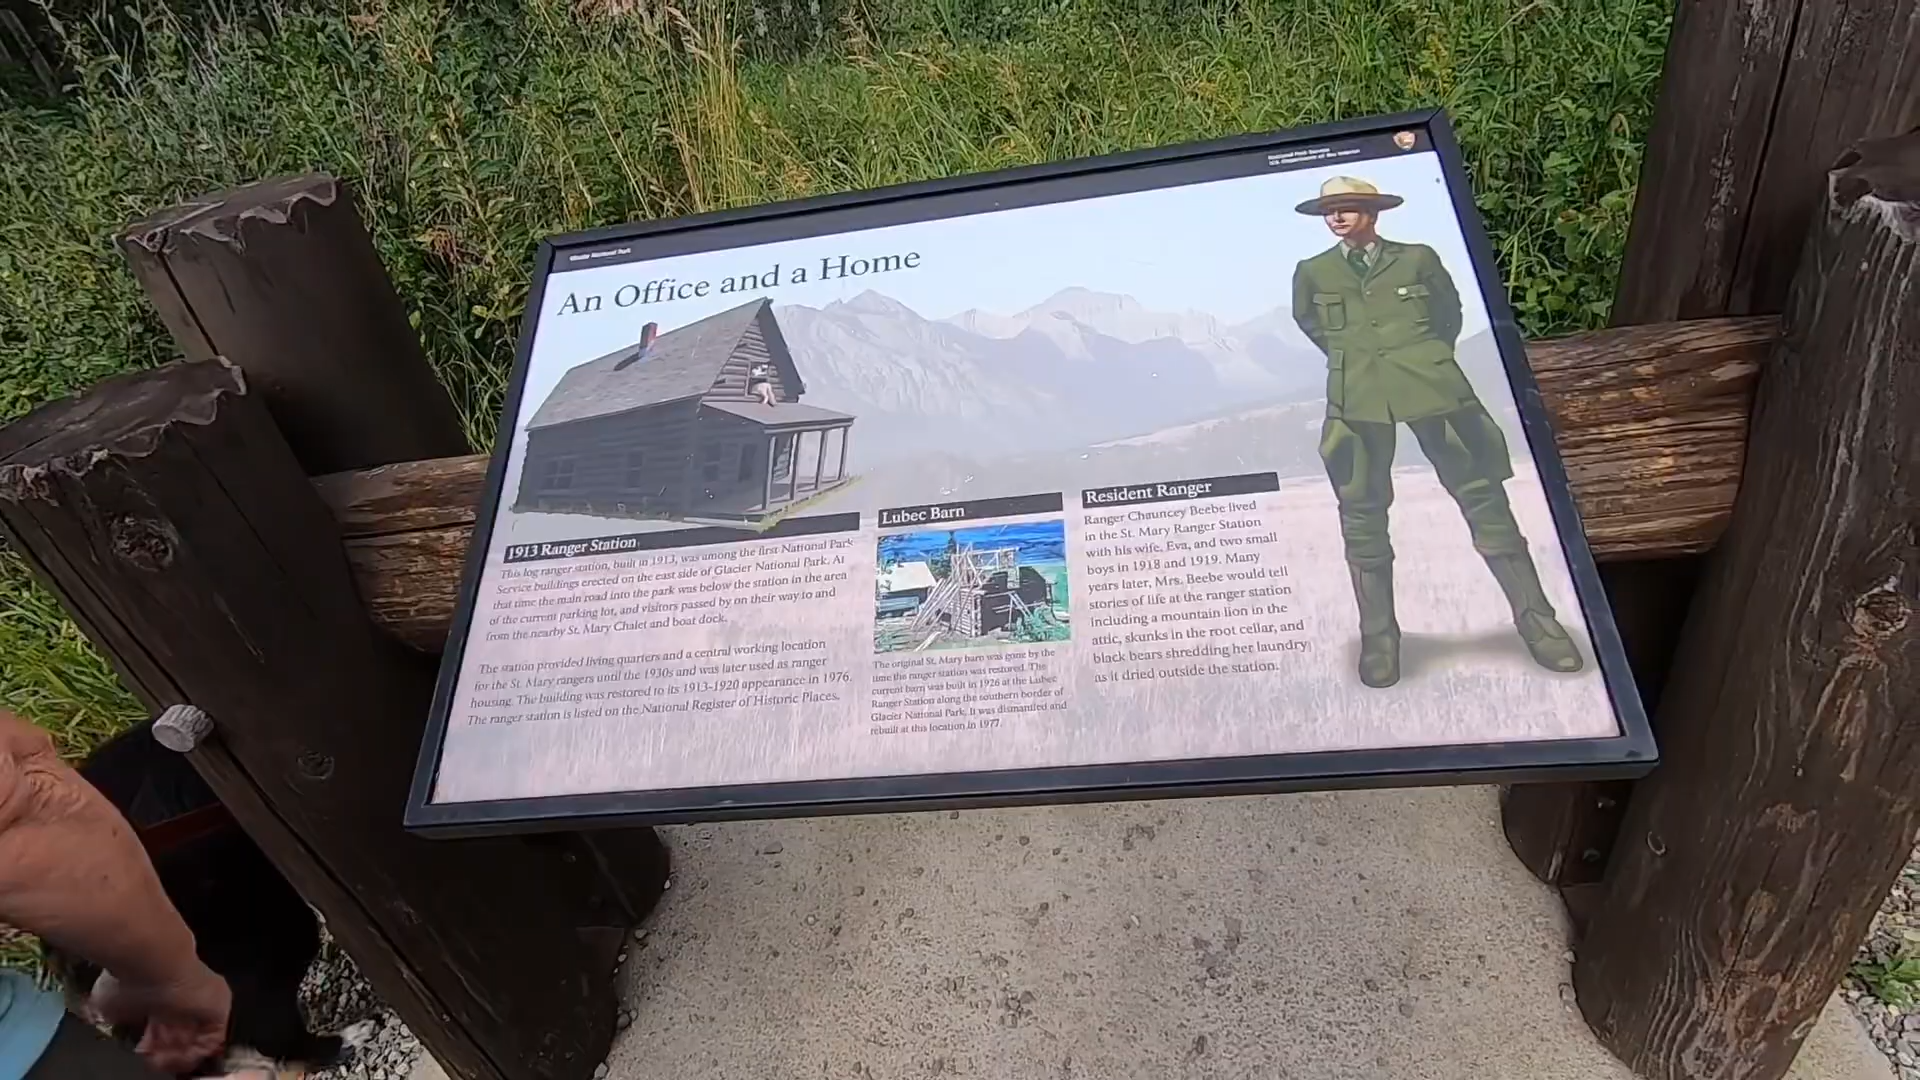 Glacier National Park
National Park Service
U.S. Department of the Interior
An Office and a Home
1913 Ranger Station
This log ranger station, built in 1913, was among the first National Park
Service buildings erected on the east side of Glacier National Park. At
that time the main road into the park was below the station in the area
of the current parking lot, and visitors passed by on their way to and
from the nearby St. Mary Chalet and boat dock.
The station provided living quarters and a central working location
for the St. Mary rangers until the 1930s and was later used as ranger
housing. The building was restored to its 1913-1920 appearance in 1976.
The ranger station is listed on the National Register of Historic Places.
Lubec Barn
The original St. Mary barn was gone by the
time the ranger station was restored. The
current barn was built in 1926 at the Lubec
Ranger Station along the southern border of
Glacier National Park. It was dismantled and
rebuilt at this location in 1977.
Resident Ranger
Ranger Chauncey Beebe lived
in the St. Mary Ranger Station
with his wife, Eva, and two small
boys in 1918 and 1919. Many
years later, Mrs. Beebe would tell
stories of life at the ranger station
including a mountain lion in the
attic, skunks in the root cellar, and
black bears shredding her laundry
as it dried outside the station.